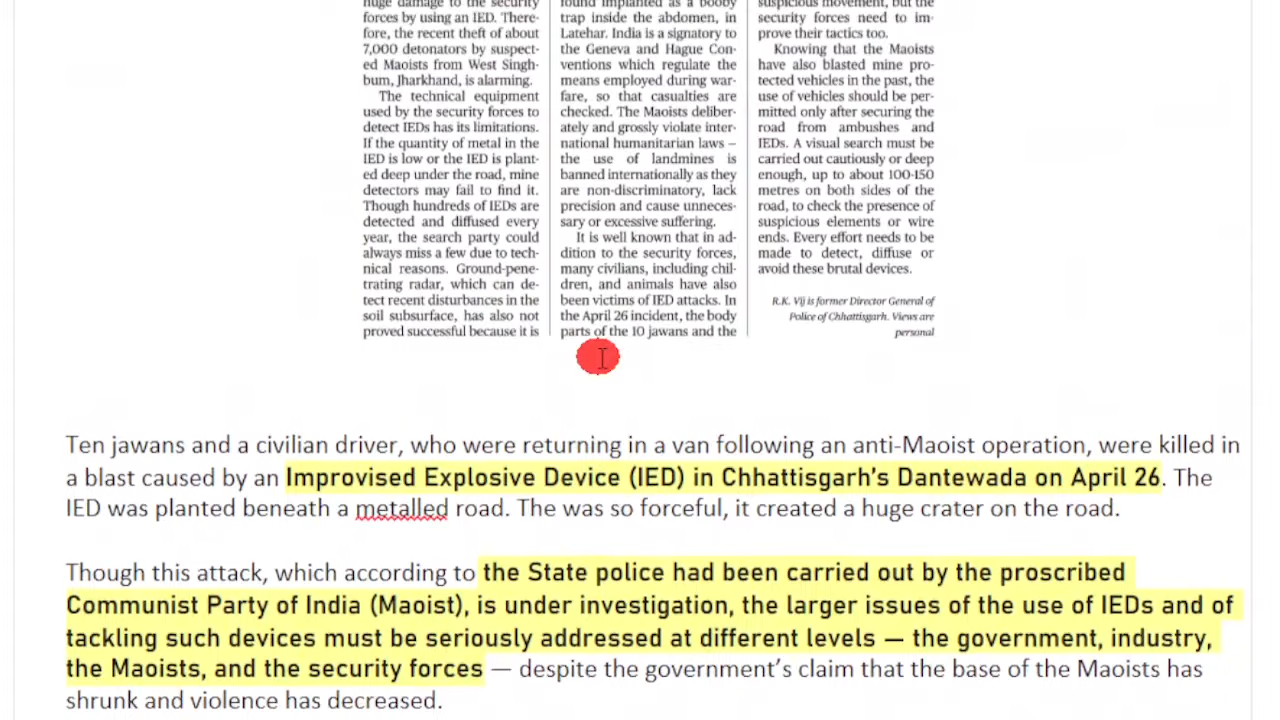 huge damage to the security
forces by using an IED. There-
fore, the recent theft of about
7,000 detonators by suspect-
ed Maoists from West Singh-
bum, Jharkhand, is alarming.
The technical equipment
used by the security forces to
detect IEDs has its limitations.
If the quantity of metal in the
IED is low or the IED is plant-
ed deep under the road, mine
detectors may fail to find it.
Though hundreds of IEDs are
detected and diffused every
year, the search party could
always miss a few due to tech-
nical reasons. Ground-pene-
trating radar, which can de-
tect recent disturbances in the
soil subsurface, has also not
proved successful because it is
found implanted as a booby
trap inside the abdomen, in
Latehar. India is a signatory to
the Geneva and Hague Con-
ventions which regulate the
means employed during war-
fare, so that casualties are
checked. The Maoists deliber-
ately and grossly violate inter-
national humanitarian laws –
the use of landmines is
banned internationally as they
are non-discriminatory, lack
precision and cause unneces-
sary or excessive suffering.
It is well known that in ad-
dition to the security forces,
many civilians, including chil-
dren, and animals have also
been victims of IED attacks. In
the April 26 incident, the body
parts of the 10 jawans and the
suspicious movement, but the
security forces need to im-
prove their tactics too.
Knowing that the Maoists
have also blasted mine pro-
tected vehicles in the past, the
use of vehicles should be per-
mitted only after securing the
road from ambushes and
IEDs. A visual search must be
carried out cautiously or deep
enough, up to about 100-150
metres on both sides of the
road, to check the presence of
suspicious elements or wire
ends. Every effort needs to be
made to detect, diffuse or
avoid these brutal devices.
R.K. Vij is former Director General of
Police of Chhattisgarh. Views are
personal
Ten jawans and a civilian driver, who were returning in a van following an anti-Maoist operation, were killed in
a blast caused by an Improvised Explosive Device (IED) in Chhattisgarh's Dantewada on April 26. The
IED was planted beneath a metalled road. The was so forceful, it created a huge crater on the road.
Though this attack, which according to the State police had been carried out by the proscribed
Communist Party of India (Maoist), is under investigation, the larger issues of the use of IEDs and of
tackling such devices must be seriously addressed at different levels — the government, industry,
the Maoists, and the security forces — despite the government's claim that the base of the Maoists has
shrunk and violence has decreased.